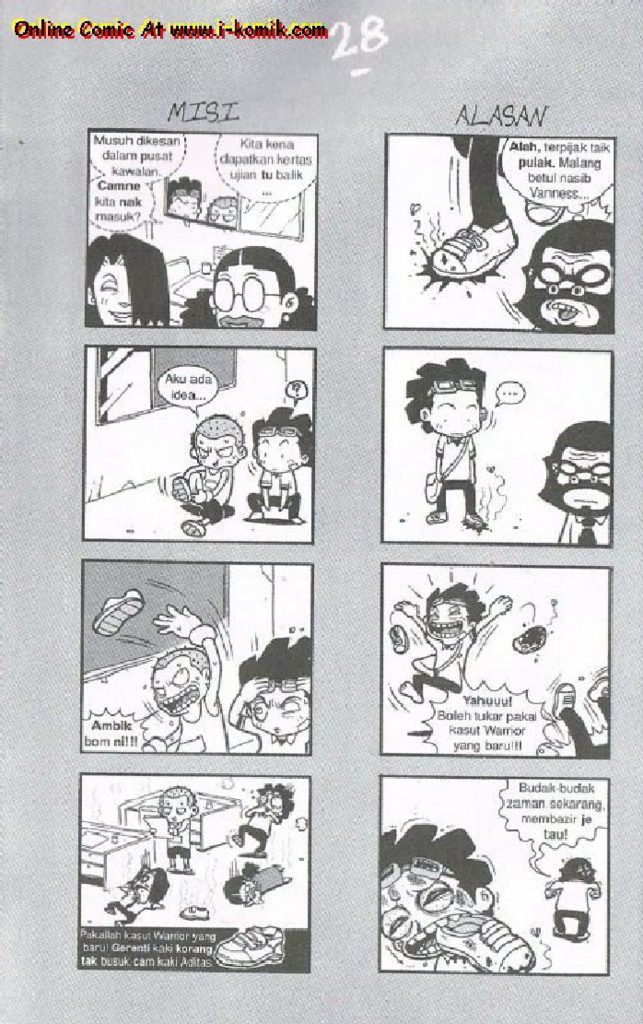 Online Comic At www.i-komik.com
28
MISI
Musuh dikesan
dalam pusat
kawalan.
Camne
kita nak
masuk?
Kita kena
dapatkan kertas
ujian tu balik
...
Aku ada
idea...
?
Ambik
bom ni!!!
Pakailah kasut Warrior yang
baru! Gerenti kaki korang
tak busuk cam kaki Aditas.
ALASAN
Alah, terpijak taik
pulak. Malang
betul nasib
Vanness...
...
Yahuuu!
Boleh tukar pakai
kasut Warrior
yang baru!!!
Budak-budak
zaman sekarang,
membazir je
tau!